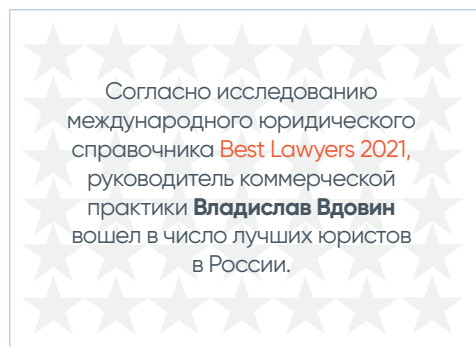 Согласно исследованию
международного юридического
справочника Best Lawyers 2021,
руководитель коммерческой
практики Владислав Вдовин
вошел в число лучших юристов
в России.